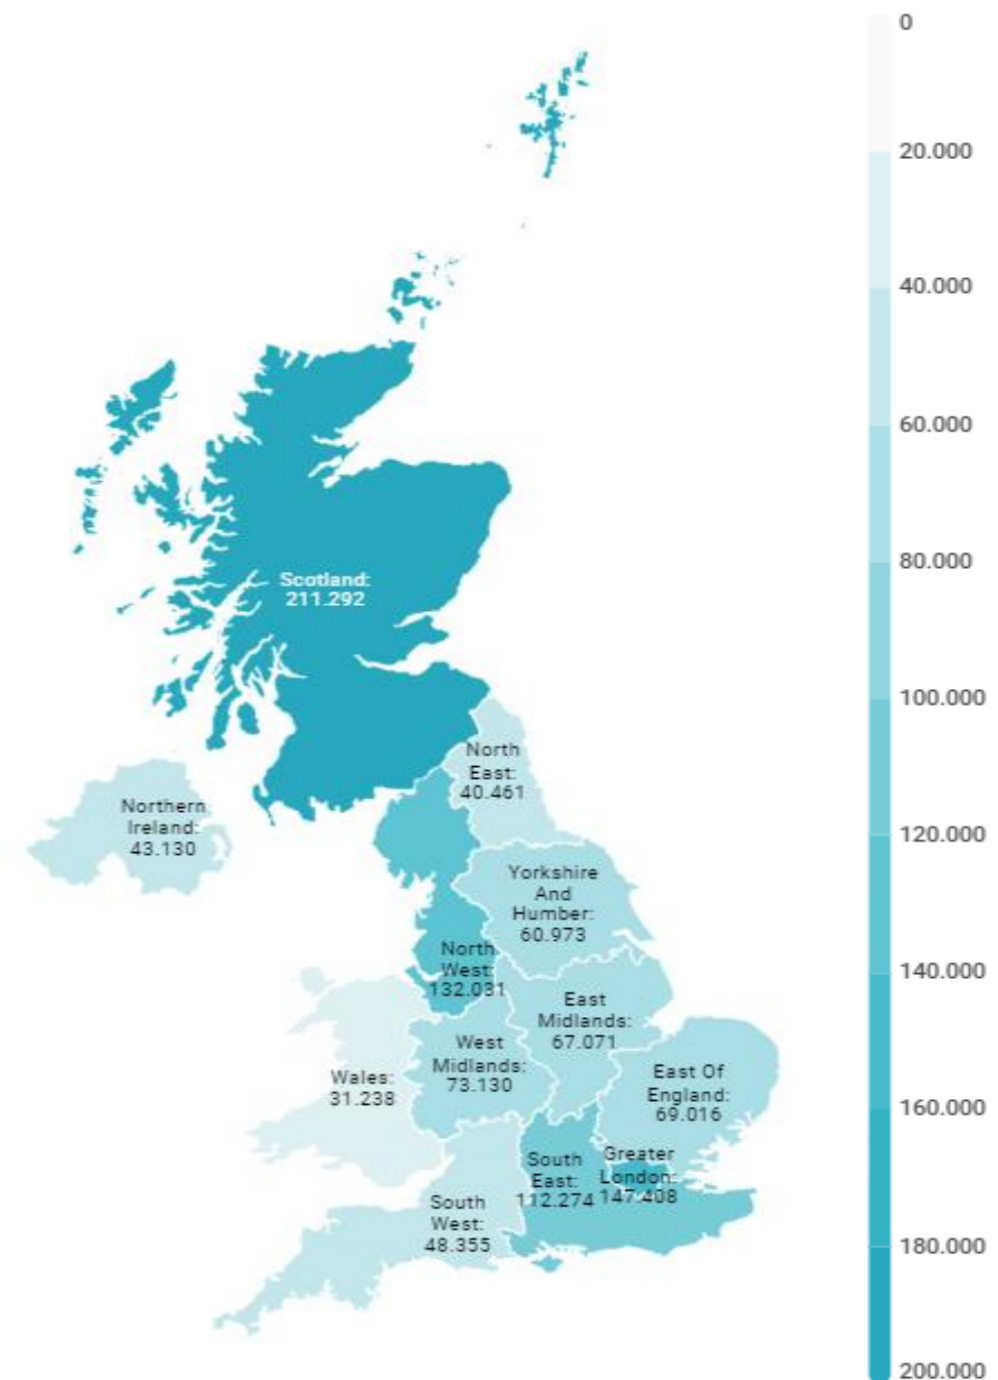 0
20.000
40.000
60.000
80.000
100.000
120.000
140.000
160.000
180.000
200.000
Scotland:
211.292
North
East:
40.461
Northern
Ireland:
43.130
Yorkshire
And
Humber:
60.973
North
West:
132.031
East
Midlands:
67.071
West
Midlands:
73.130
East Of
England:
69.016
Wales:
31.238
South
East:
112.274
Greater
London:
147.408
South
West:
48.355